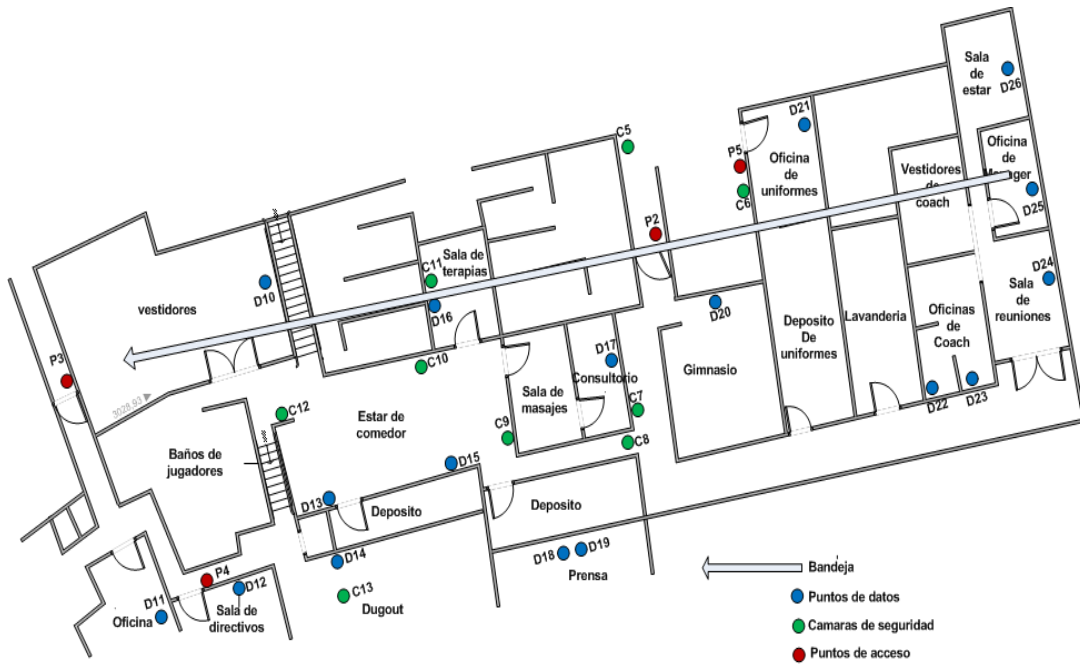 Sala
de
estar
D26
D21
C5
P5
Oficina
de
uniformes
Oficina
de
Manager
Vestidores
de
coach
C6
D25
P2
Sala de
terapias
C11
D10
D16
D24
Sala
de
reuniones
vestidores
D20
Deposito
De
uniformes
Lavanderia
Oficinas
de
Coach
P3
C10
D17
Consultorio
Gimnasio
Sala de
masajes
3028.93
D22
D23
C12
Estar de
comedor
C9
C7
C8
Baños de
jugadores
D15
D13
Deposito
Deposito
D14
D18
D19
Prensa
P4
D12
C13
Dugout
D11
Oficina
Sala de
directivos
Bandeja
Puntos de datos
Camaras de seguridad
Puntos de acceso